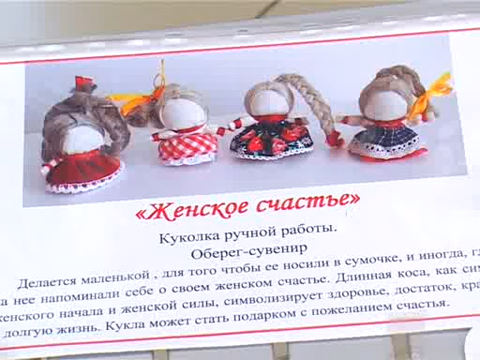 «Женское счастье»
Куколка ручной работы.
Оберег-сувенир
Делается маленькой , для того чтобы ее носили в сумочке, и иногда, г
на нее напоминали себе о своем женском счастье. Длинная коса, как сим
женского начала и женской силы, символизирует здоровье, достаток, кра
долгую жизнь. Кукла может стать подарком с пожеланием счастья.